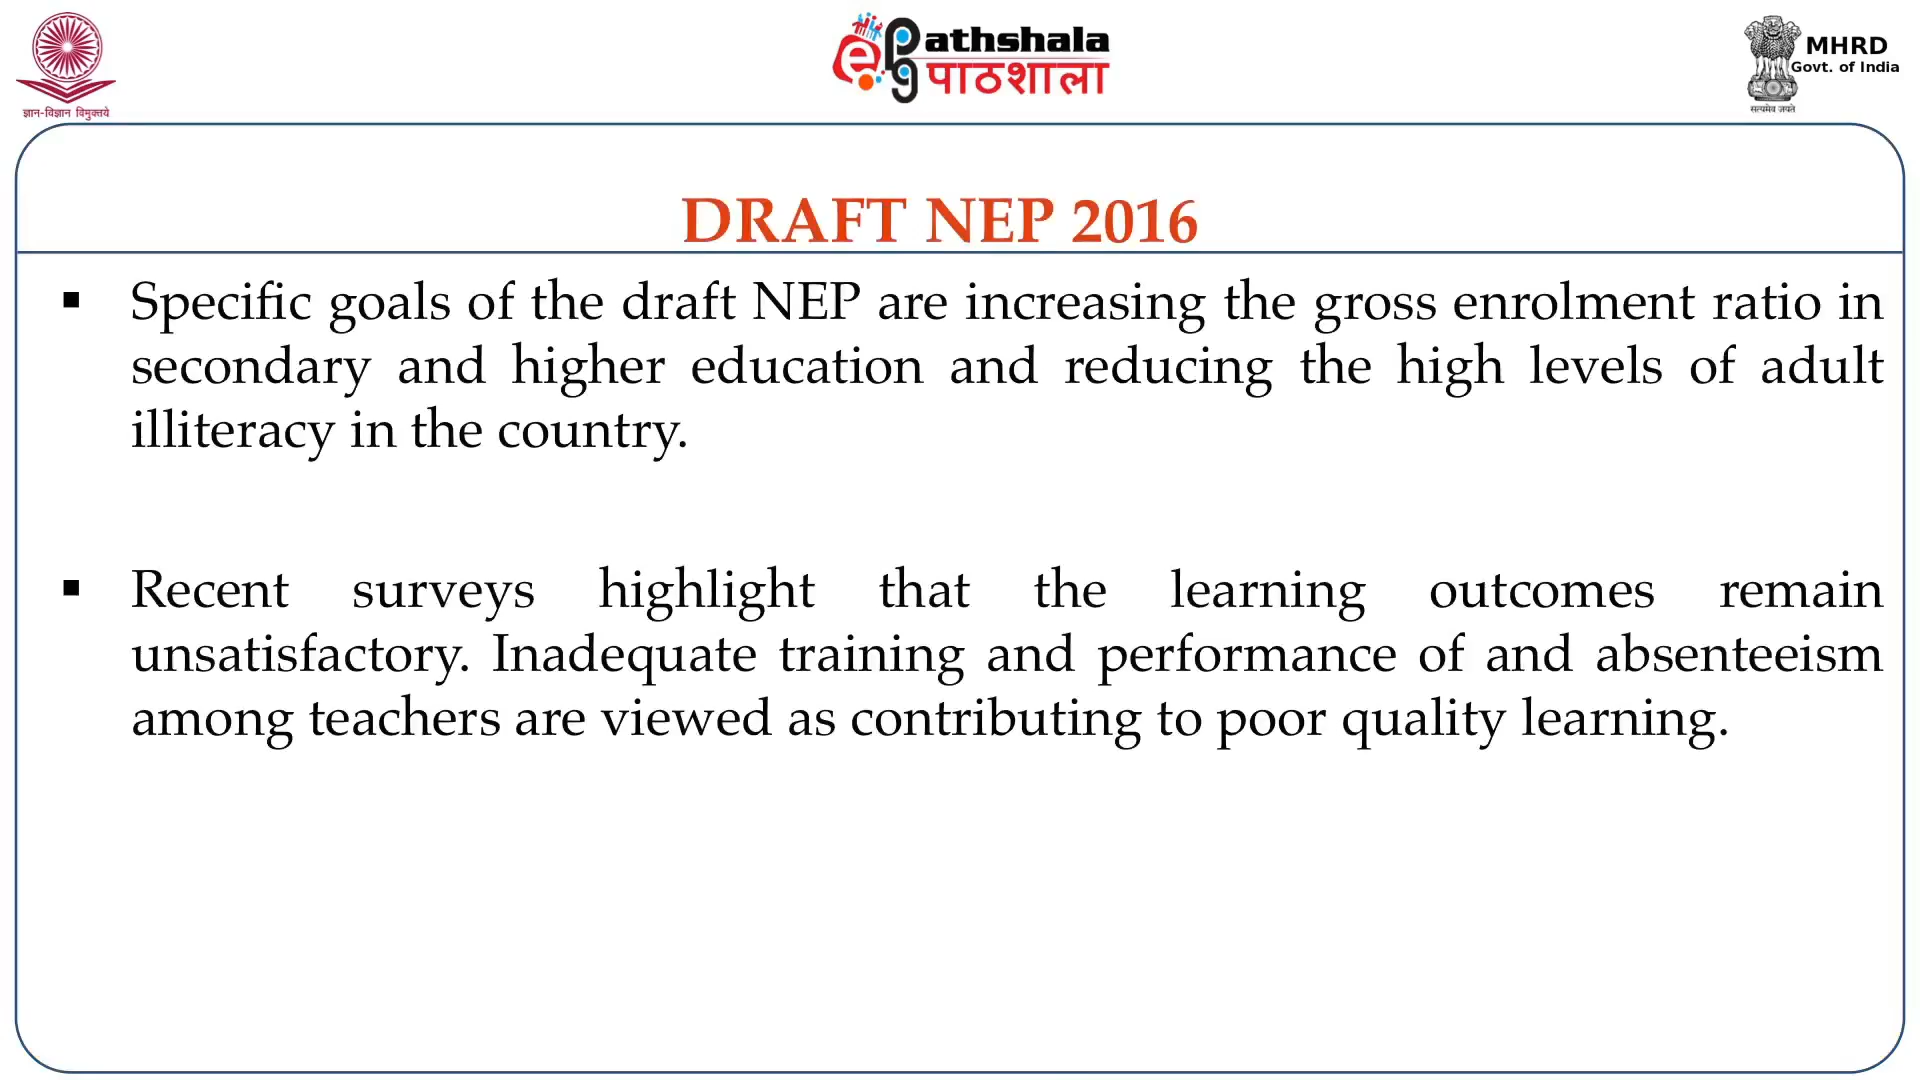 ज्ञान-विज्ञान विमुक्तये
ePG Pathshala
पाठशाला
MHRD
Govt. of India
सत्यमेव जयते
DRAFT NEP 2016
▪ Specific goals of the draft NEP are increasing the gross enrolment ratio in
secondary and higher education and reducing the high levels of adult
illiteracy in the country.
▪ Recent surveys highlight that the learning outcomes remain
unsatisfactory. Inadequate training and performance of and absenteeism
among teachers are viewed as contributing to poor quality learning.